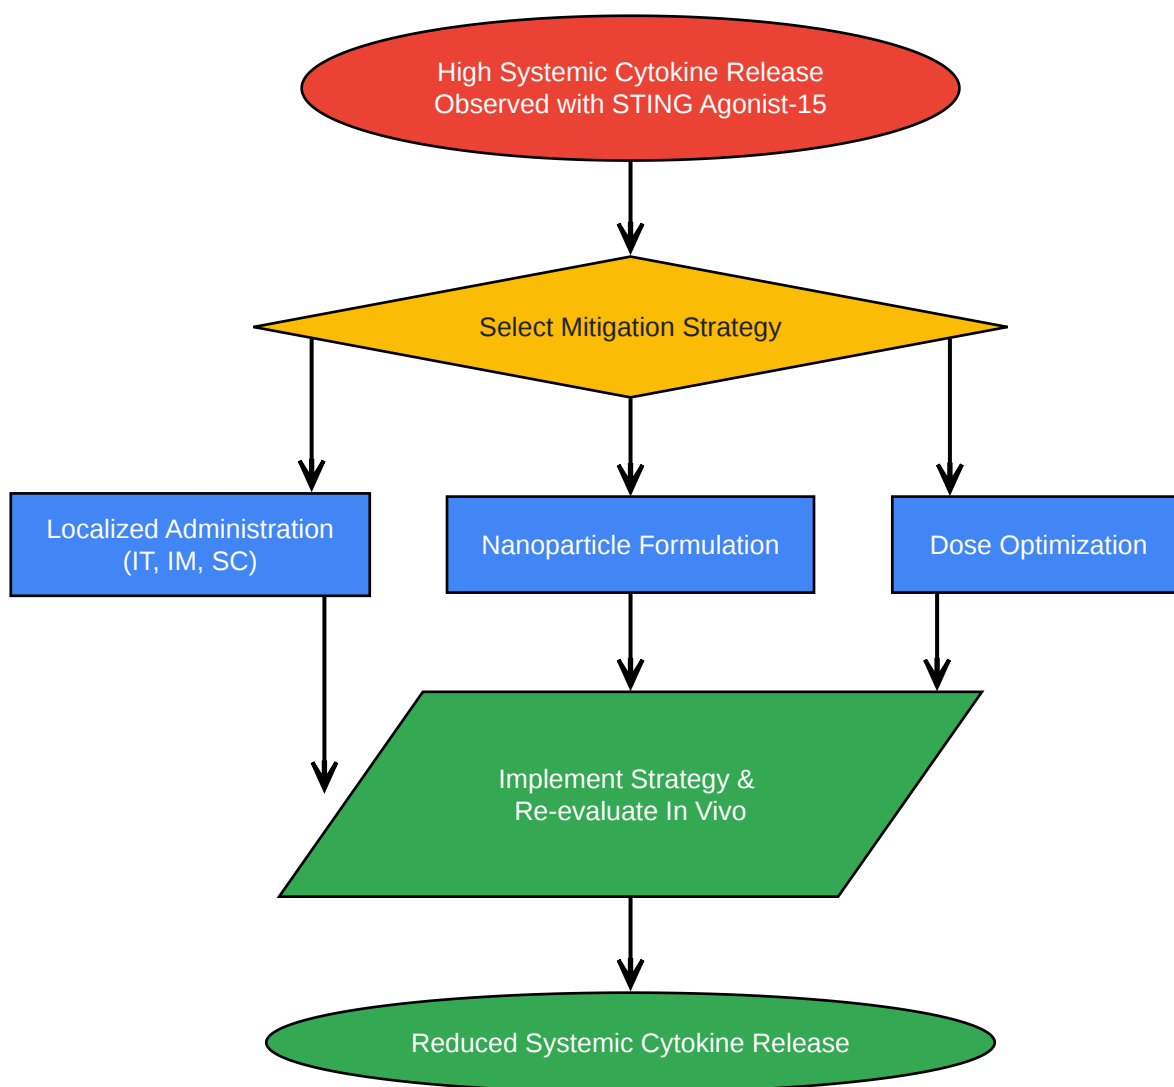 High Systemic Cytokine Release
Observed with STING Agonist-15
Select Mitigation Strategy
Localized Administration
(IT, IM, SC)
Nanoparticle Formulation
Dose Optimization
Implement Strategy &
Re-evaluate In Vivo
Reduced Systemic Cytokine Release